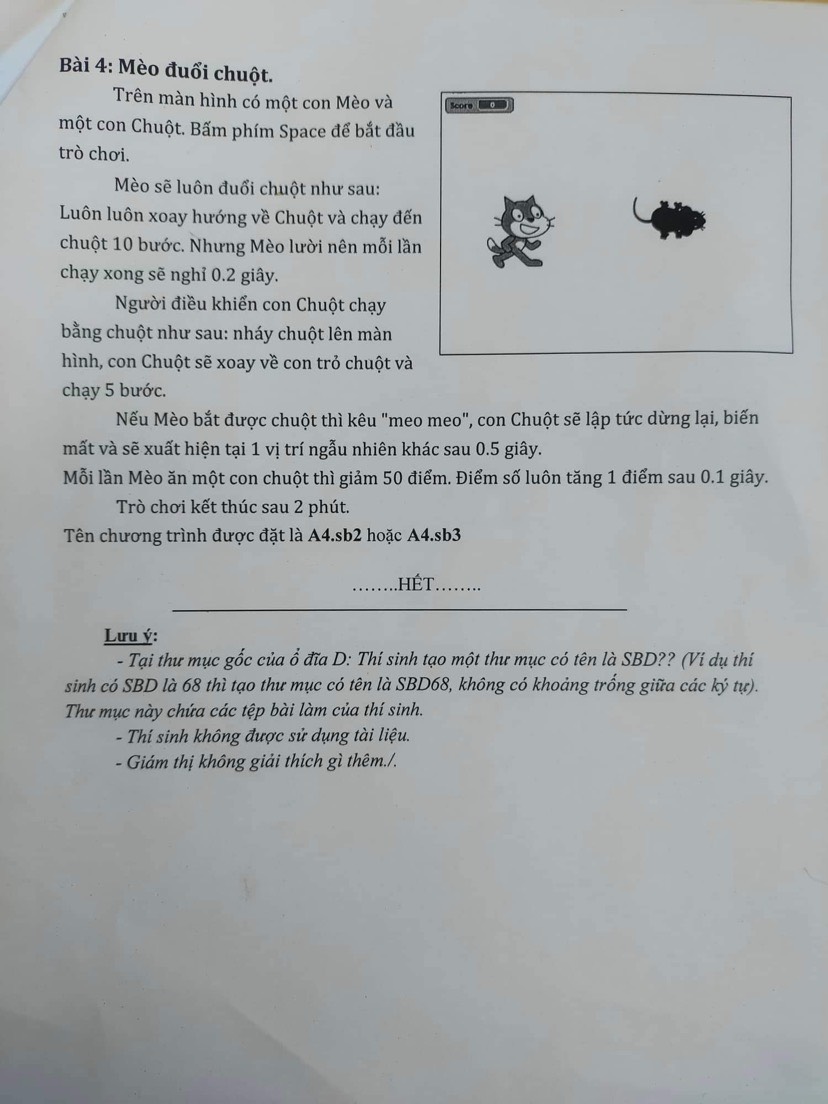 Bài 4: Mèo đuổi chuột.
Trên màn hình có một con Mèo và
một con Chuột. Bấm phím Space để bắt đầu
trò chơi.
Score 0
Mèo sẽ luôn đuổi chuột như sau:
Luôn luôn xoay hướng về Chuột và chạy đến
chuột 10 bước. Nhưng Mèo lười nên mỗi lần
chạy xong sẽ nghỉ 0.2 giây.
Người điều khiển con Chuột chạy
bằng chuột như sau: nháy chuột lên màn
hình, con Chuột sẽ xoay về con trỏ chuột và
chạy 5 bước.
Nếu Mèo bắt được chuột thì kêu "meo meo", con Chuột sẽ lập tức dừng lại, biến
mất và sẽ xuất hiện tại 1 vị trí ngẫu nhiên khác sau 0.5 giây.
Mỗi lần Mèo ăn một con chuột thì giảm 50 điểm. Điểm số luôn tăng 1 điểm sau 0.1 giây.
Trò chơi kết thúc sau 2 phút.
Tên chương trình được đặt là A4.sb2 hoặc A4.sb3
........HẾT........
Lưu ý:
- Tại thư mục gốc của ổ đĩa D: Thí sinh tạo một thư mục có tên là SBD?? (Ví dụ thí
sinh có SBD là 68 thì tạo thư mục có tên là SBD68, không có khoảng trống giữa các ký tự).
Thư mục này chứa các tệp bài làm của thí sinh.
- Thí sinh không được sử dụng tài liệu.
- Giám thị không giải thích gì thêm./.